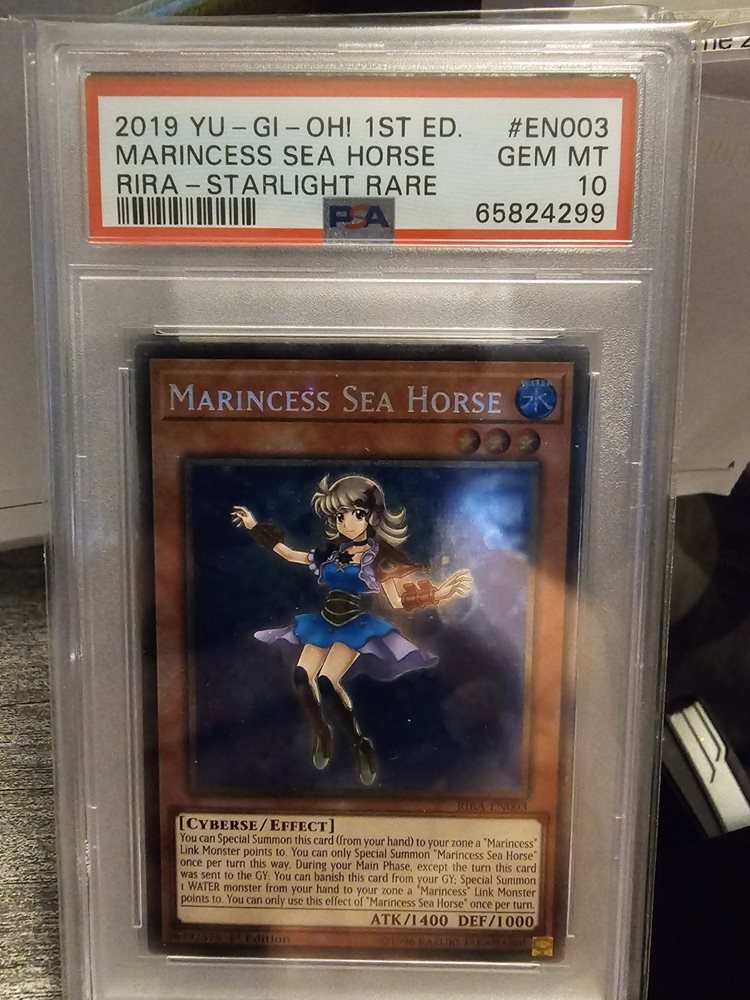 2019 YU-GI-OH! 1ST ED. #EN003
MARINCESS SEA HORSE GEM MT
RIRA-STARLIGHT RARE 10
PSA 65824299
MARINCESS SEA HORSE
WATER 水
RIRA-EN003
[CYBERSE/EFFECT]
You can Special Summon this card (from your hand) to your zone a "Marincess"
Link Monster points to. You can only Special Summon "Marincess Sea Horse"
once per turn this way. During your Main Phase, except the turn this card
was sent to the GY: You can banish this card from your GY; Special Summon
1 WATER monster from your hand to your zone a "Marincess" Link Monster
points to. You can only use this effect of "Marincess Sea Horse" once per turn.
ATK/1400 DEF/1000
1st Edition ©1996 KAZUKI TAKAHASHI